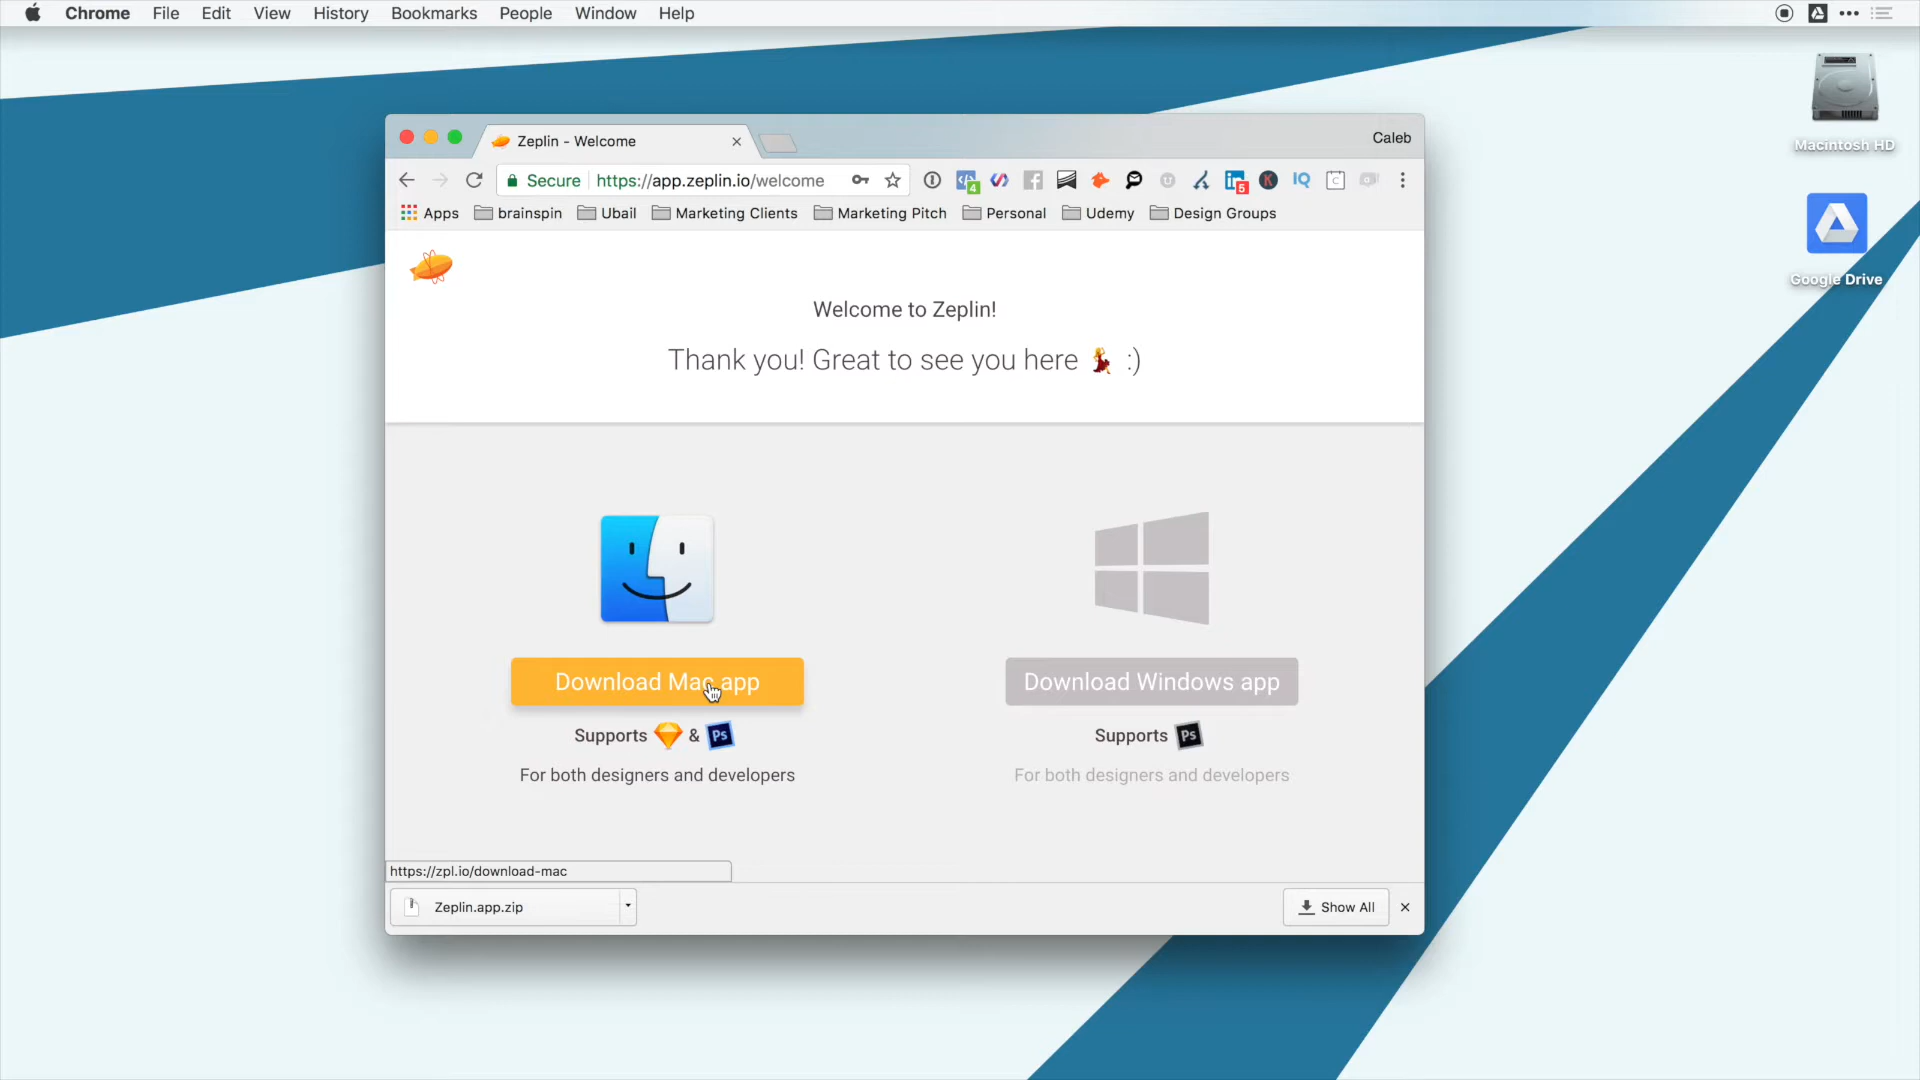 Chrome File Edit View History Bookmarks People Window Help
Macintosh HD
Google Drive
Zeplin - Welcome
Caleb
Secure https://app.zeplin.io/welcome
4
5
IQ
Apps brainspin Ubail Marketing Clients Marketing Pitch Personal Udemy Design Groups
Welcome to Zeplin!
Thank you! Great to see you here 💃 :)
Download Mac app
Supports & Ps
For both designers and developers
Download Windows app
Supports Ps
For both designers and developers
https://zpl.io/download-mac
Zeplin.app.zip
Show All